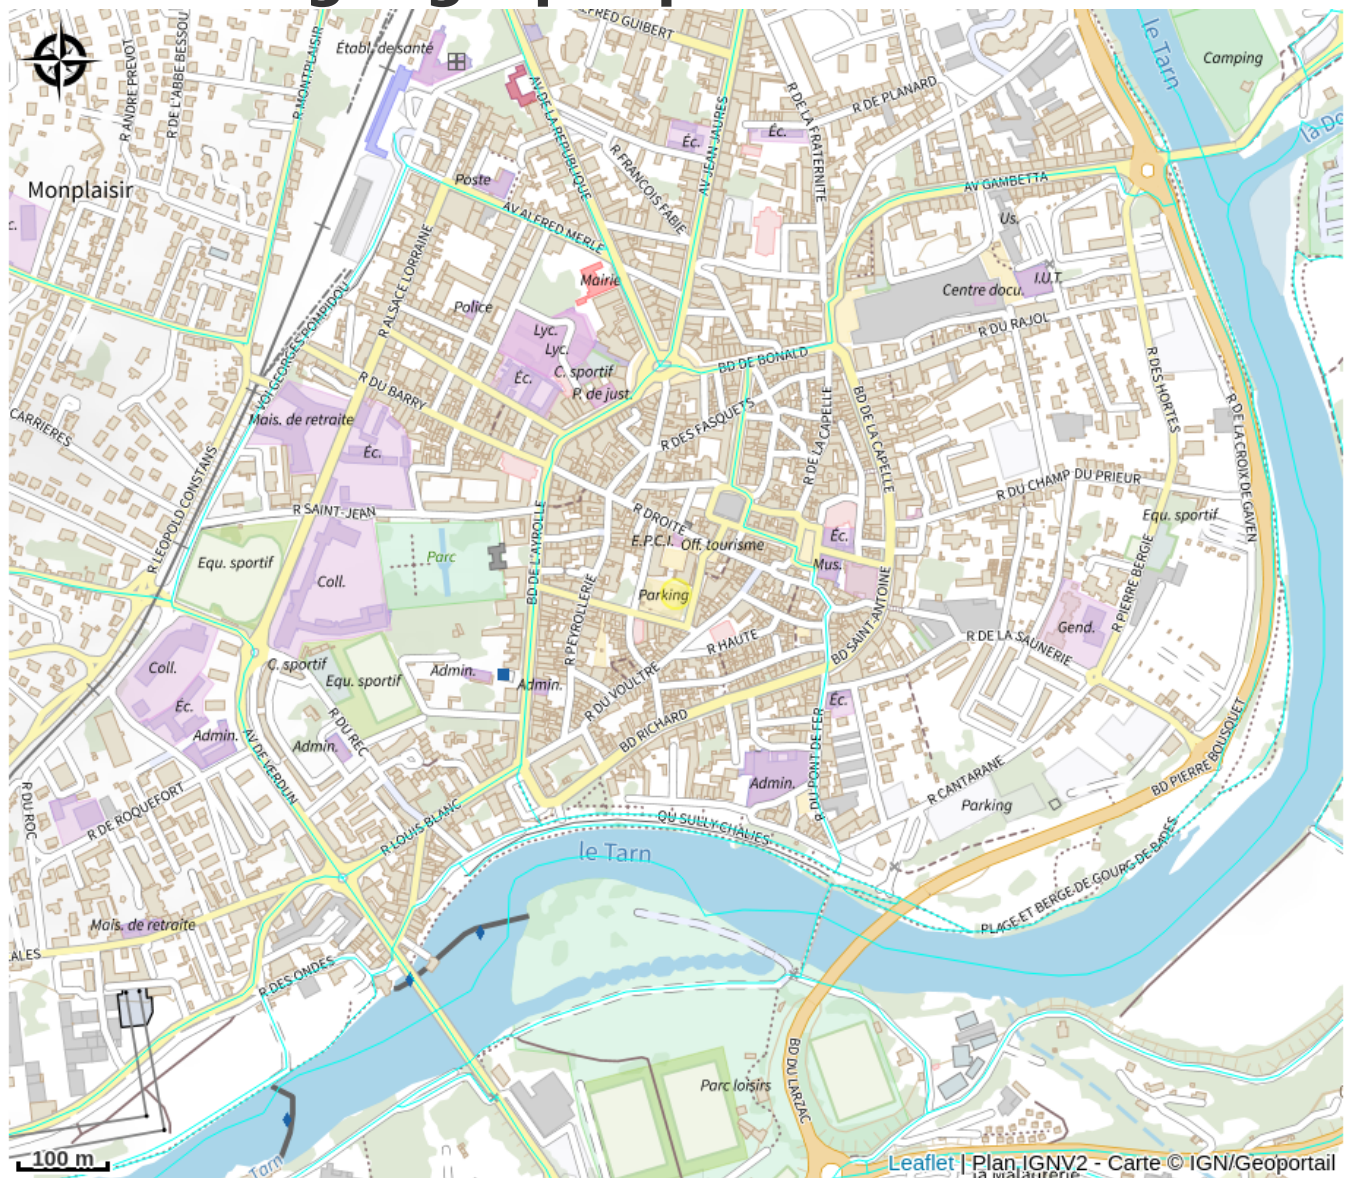 R ALFRED GUIBERT
le Tarn
Camping
Établ. de santé
R ANDRE PREVOT
R DE L'ABBE BESSOU
R MONTPLAISIR
AV DE LA REPUBLIQUE
AV JEAN JAURES
R DE LA FRATERNITE
R DE PLANARD
la Do
Éc.
Éc.
R FRANCOIS FABIE
Poste
Monplaisir
AV GAMBETTA
c.
AV ALFRED MERLE
Us.
R ALSACE LORRAINE
Mairie
I.U.T.
Centre docu.
Police
VOI GEORGES POMPIDOU
Lyc.
Lyc.
R DU RAJOL
BD DE BONALD
C. sportif
Éc.
P. de just.
R DU BARRY
R DES HORTES
Mais. de retraite
CARRIERES
R DES FASQUETS
R DE LA CAPELLE
BD DE LA CAPELLE
R DE LA CROIX DE GAVEN
Éc.
R LEOPOLD CONSTANS
R DU CHAMP DU PRIEUR
R SAINT-JEAN
R DROITE
Equ. sportif
E.P.C.I.
Off. tourisme
Éc.
Equ. sportif
Parc
Mus.
Coll.
BD DE L'AYROLLE
Parking
R PEYROLLERIE
R PIERRE BERGIE
BD SAINT-ANTOINE
Gend.
R HAUTE
R DE LA SAUNERIE
Coll.
C. sportif
Equ. sportif
Admin.
Admin.
R DU VOULTRE
Éc.
Éc.
R DU REC
BD RICHARD
Admin.
Admin.
AV DE VERDUN
R DU PONT DE FER
Admin.
BD PIERRE BOUSQUET
R DU ROC
R DE ROQUEFORT
R CANTARANE
Parking
R LOUIS BLANC
QU SULLY-CHALIES
le Tarn
PLAGE ET BERGE DE GOURG DE BADES
Mais. de retraite
ALES
R DES ONDES
BD DU LARZAC
Parc loisirs
100 m
Tarn
Leaflet | Plan IGNV2 - Carte © IGN/Geoportail
la Maladrerie